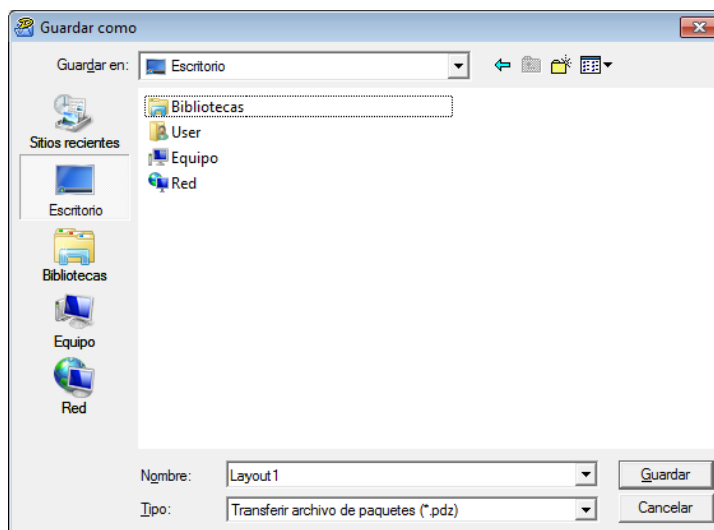 Guardar como
Guardar en: Escritorio
Bibliotecas
User
Equipo
Red
Sitios recientes
Escritorio
Bibliotecas
Equipo
Red
Nombre: Layout1 Guardar
Tipo: Transferir archivo de paquetes (*.pdz) Cancelar